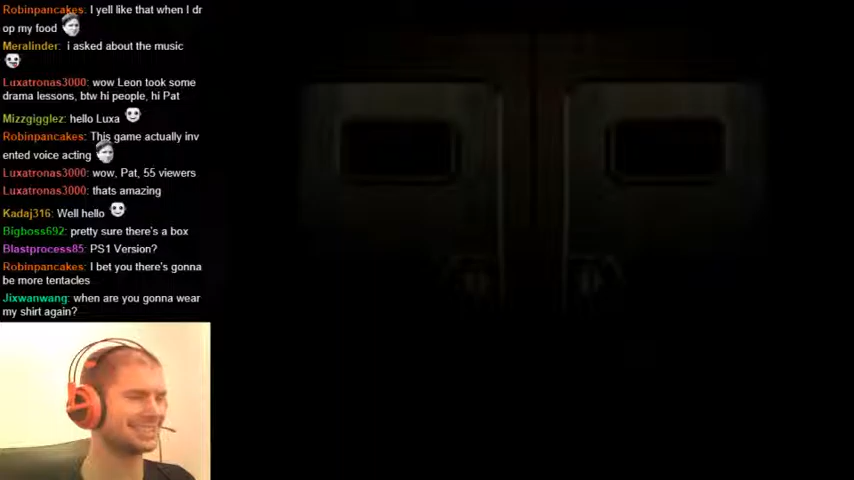 Robinpancakes: I yell like that when I dr
op my food
Meralinder: i asked about the music
Luxatronas3000: wow Leon took some
drama lessons, btw hi people, hi Pat
Mizzgigglez: hello Luxa
Robinpancakes: This game actually inv
ented voice acting
Luxatronas3000: wow, Pat, 55 viewers
Luxatronas3000: thats amazing
Kadaj316: Well hello
Bigboss692: pretty sure there's a box
Blastprocess85: PS1 Version?
Robinpancakes: I bet you there's gonna
be more tentacles
Jixwanwang: when are you gonna wear
my shirt again?